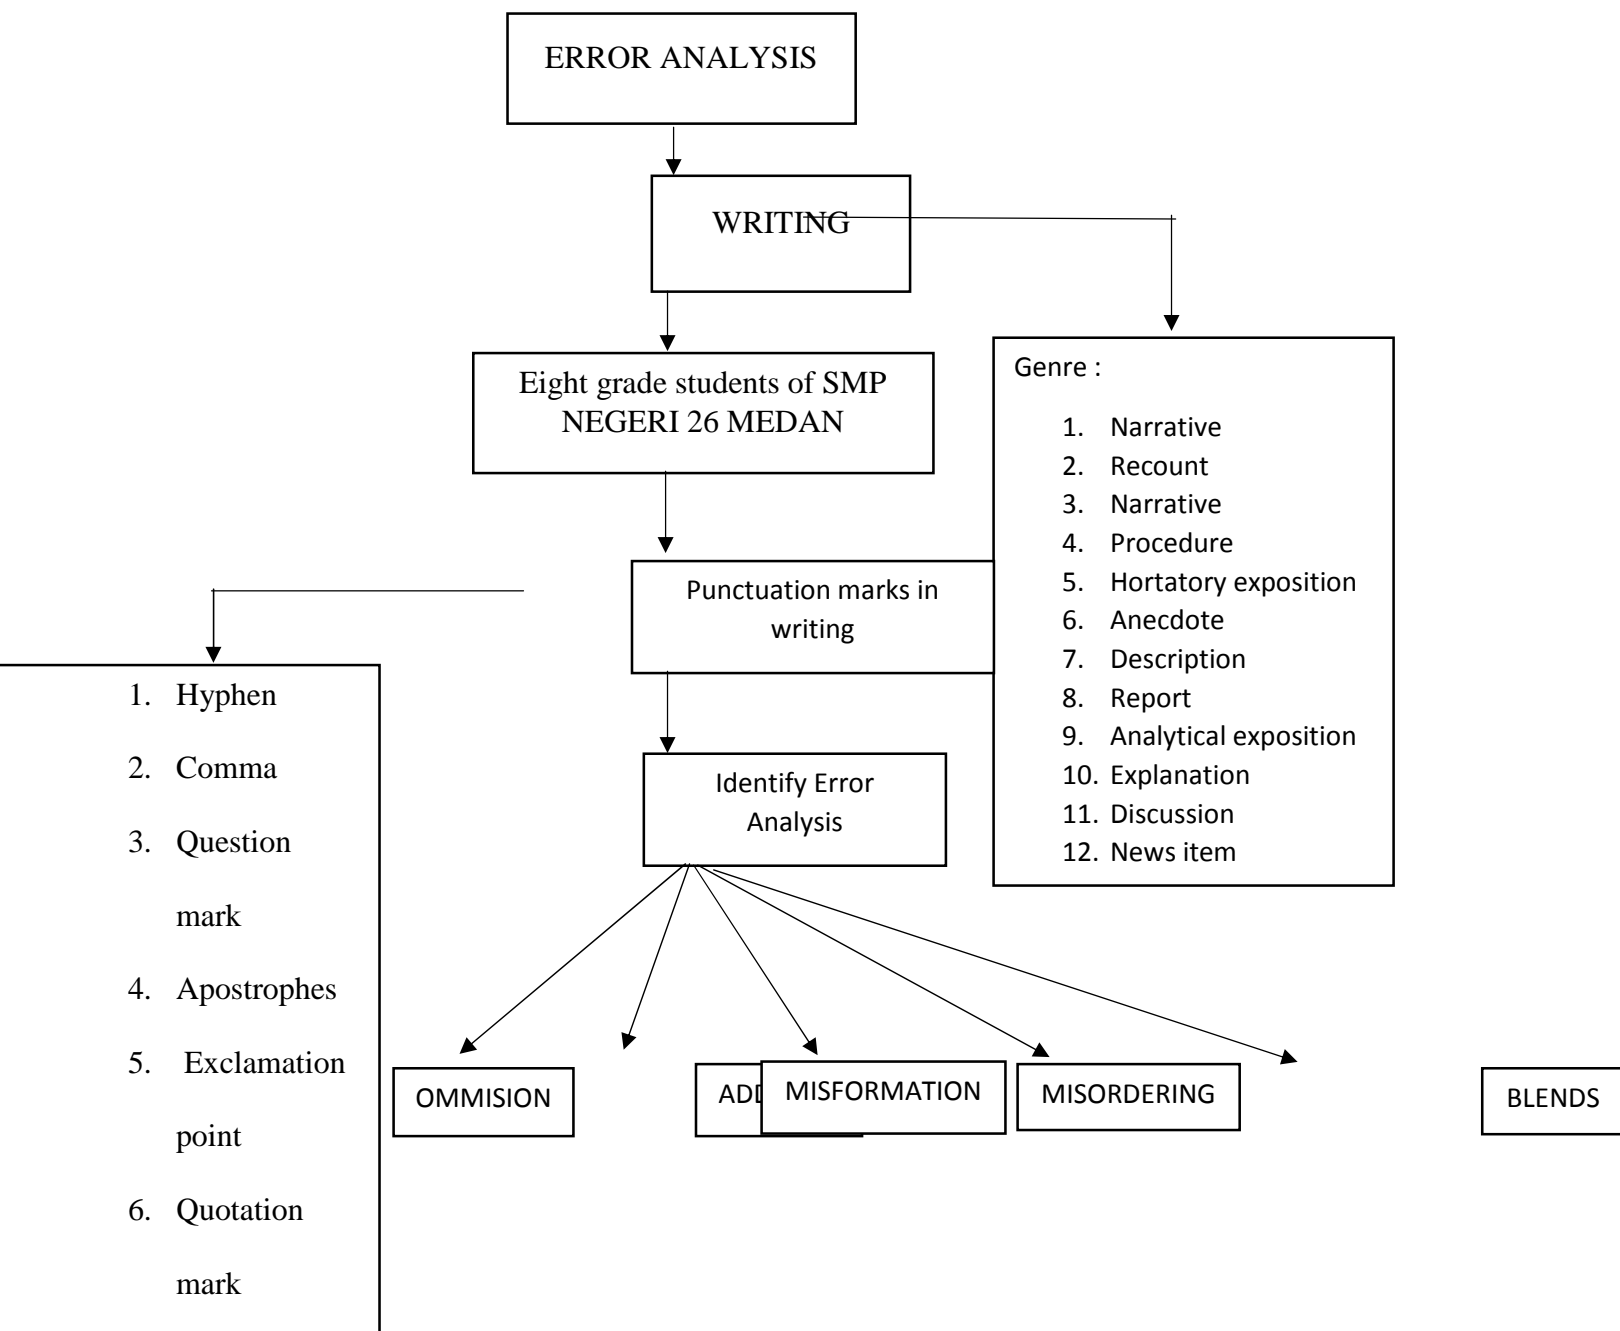 ERROR ANALYSIS
WRITING
Eight grade students of SMP
NEGERI 26 MEDAN
Genre :
1. Narrative
2. Recount
3. Narrative
4. Procedure
5. Hortatory exposition
6. Anecdote
7. Description
8. Report
9. Analytical exposition
10. Explanation
11. Discussion
12. News item
Punctuation marks in
writing
1. Hyphen
2. Comma
3. Question
mark
4. Apostrophes
5. Exclamation
point
6. Quotation
mark
Identify Error
Analysis
OMMISION
MISFORMATION
MISORDERING
BLENDS